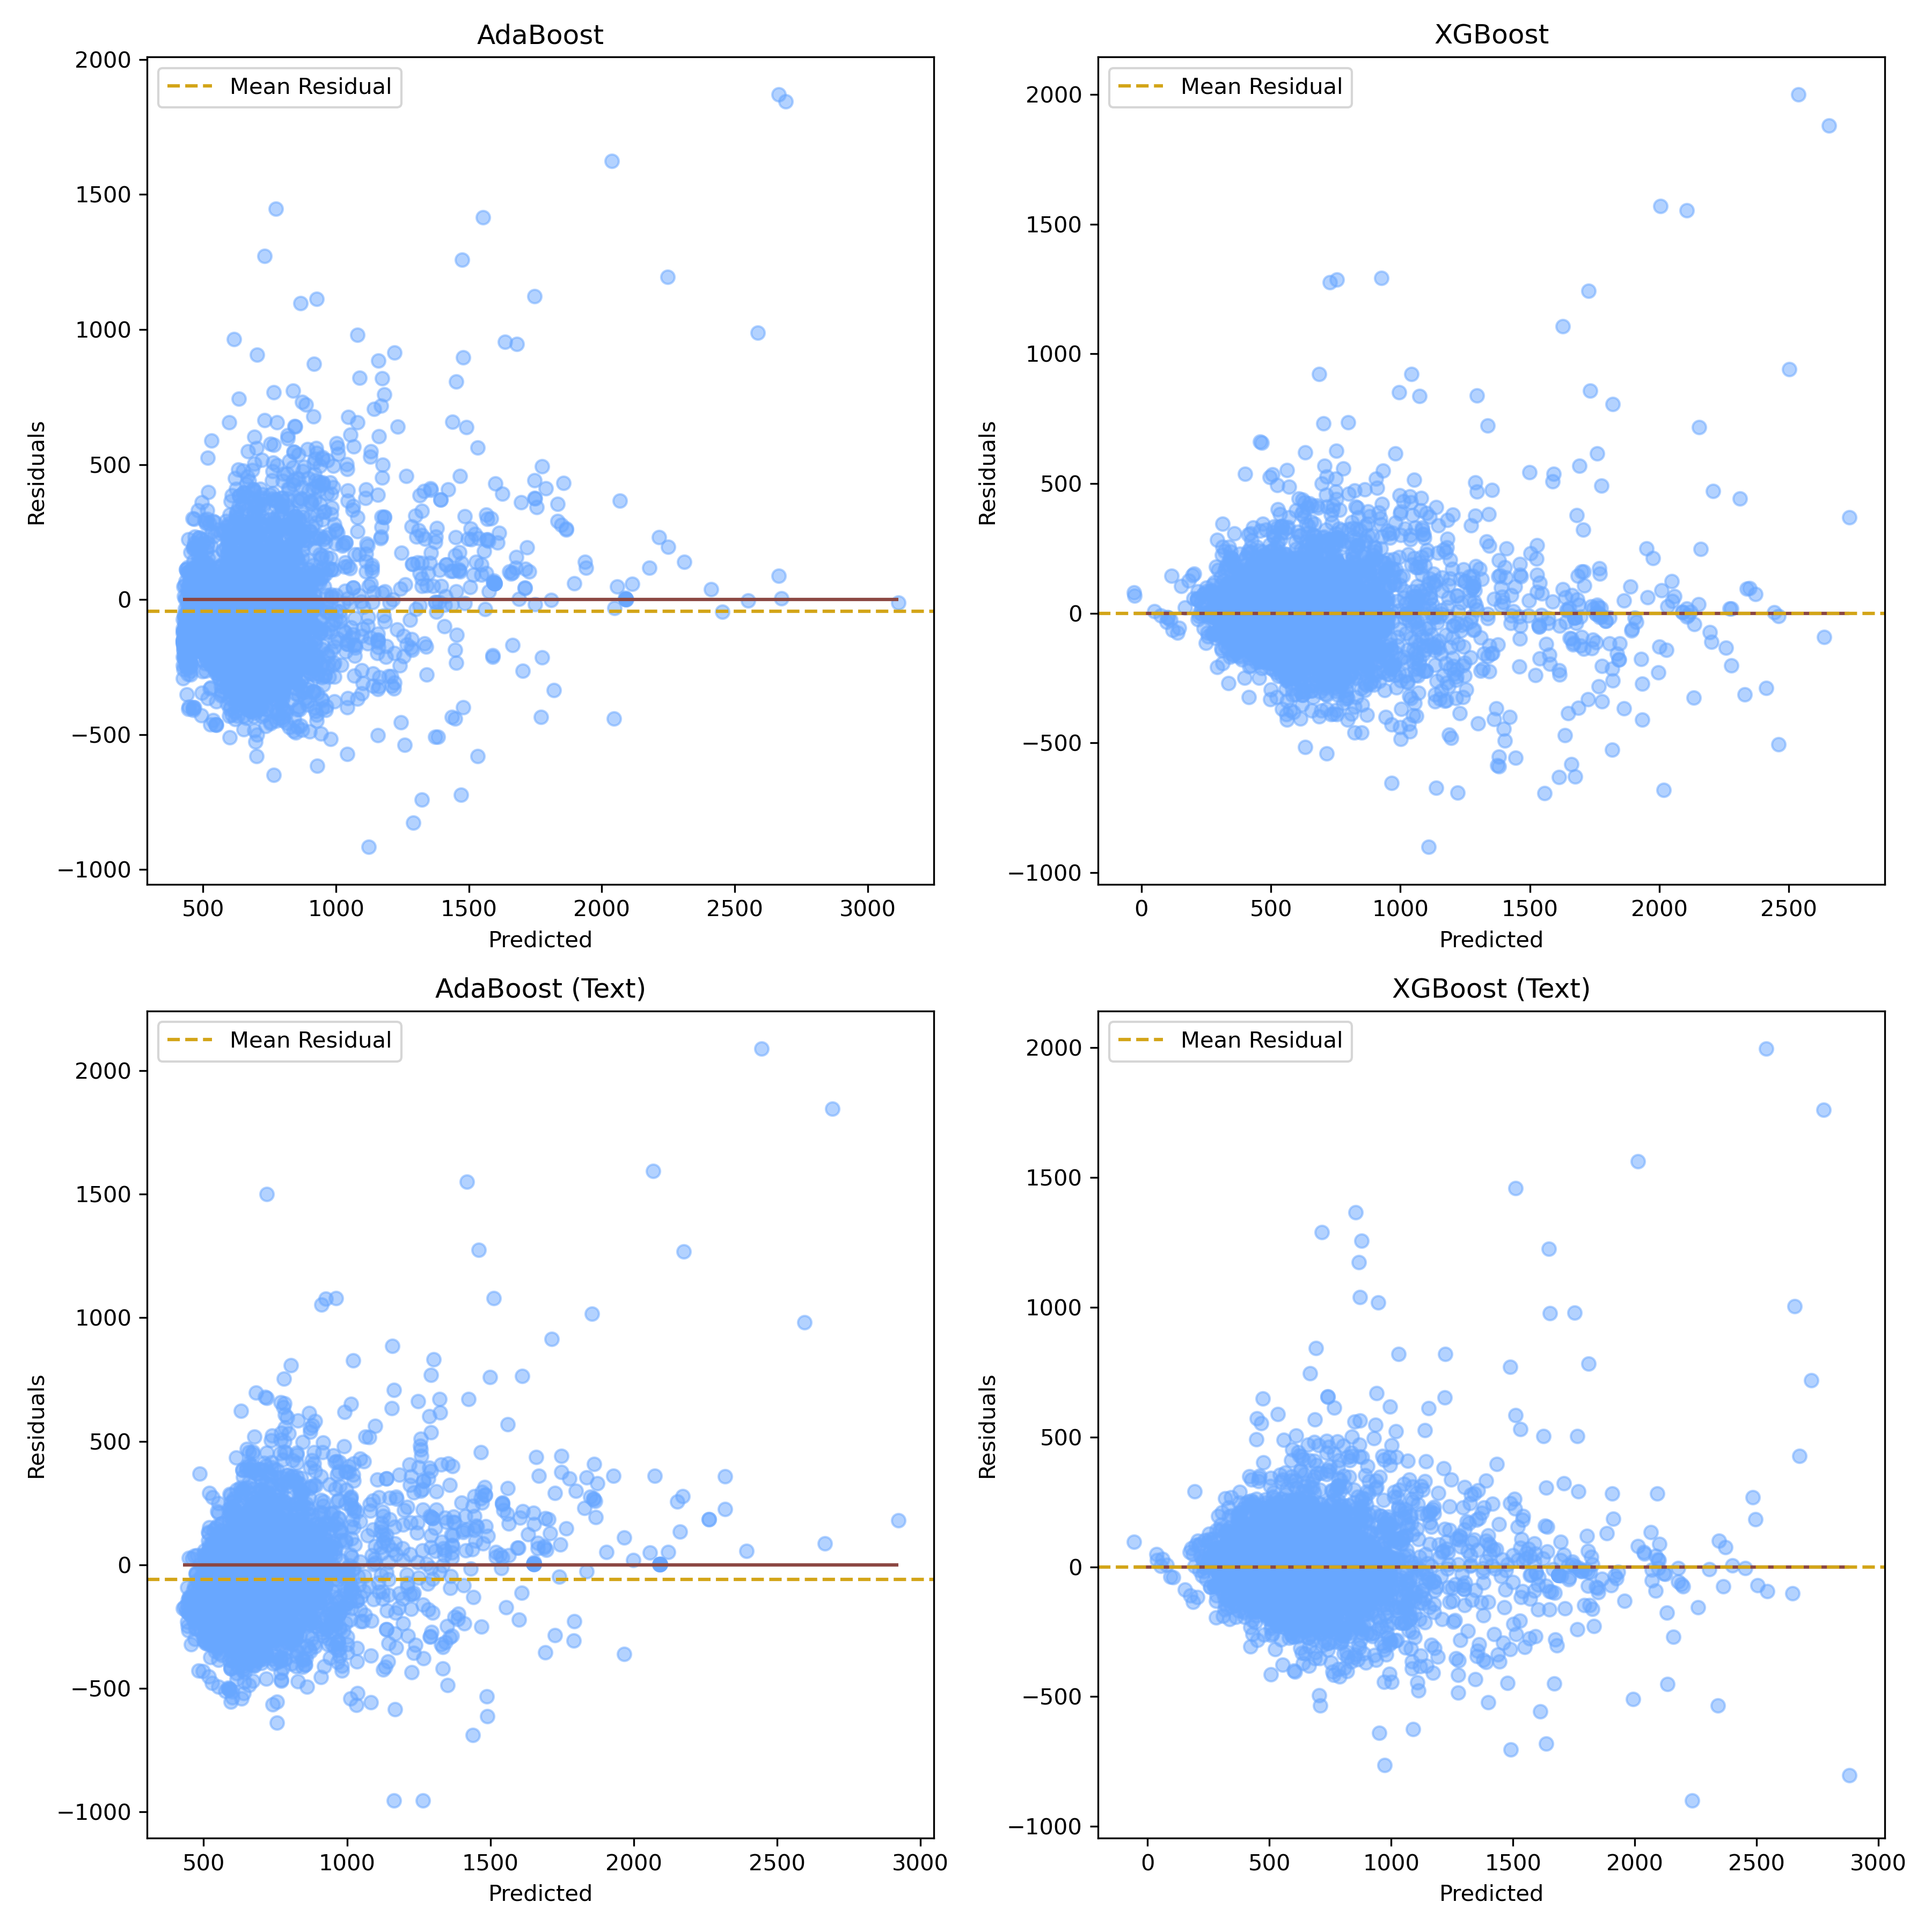 AdaBoost
Mean Residual
2000
1500
1000
500
0
−500
−1000
Residuals
500 1000 1500 2000 2500 3000
Predicted
XGBoost
Mean Residual
2000
1500
1000
500
0
−500
−1000
Residuals
0 500 1000 1500 2000 2500
Predicted
AdaBoost (Text)
Mean Residual
2000
1500
1000
500
0
−500
−1000
Residuals
500 1000 1500 2000 2500 3000
Predicted
XGBoost (Text)
Mean Residual
2000
1500
1000
500
0
−500
−1000
Residuals
0 500 1000 1500 2000 2500 3000
Predicted